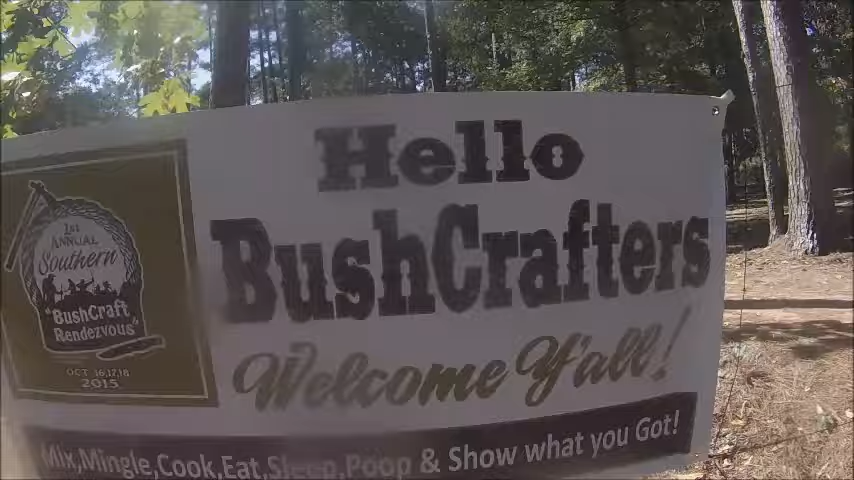 Hello
BushCrafters
Welcome Y'all!
Mix,Mingle,Cook,Eat,Sleep,Poop & Show what you Got!
1st
ANNUAL
Southern
"BushCraft
Rendezvous"
OCT 16,17,18
2015